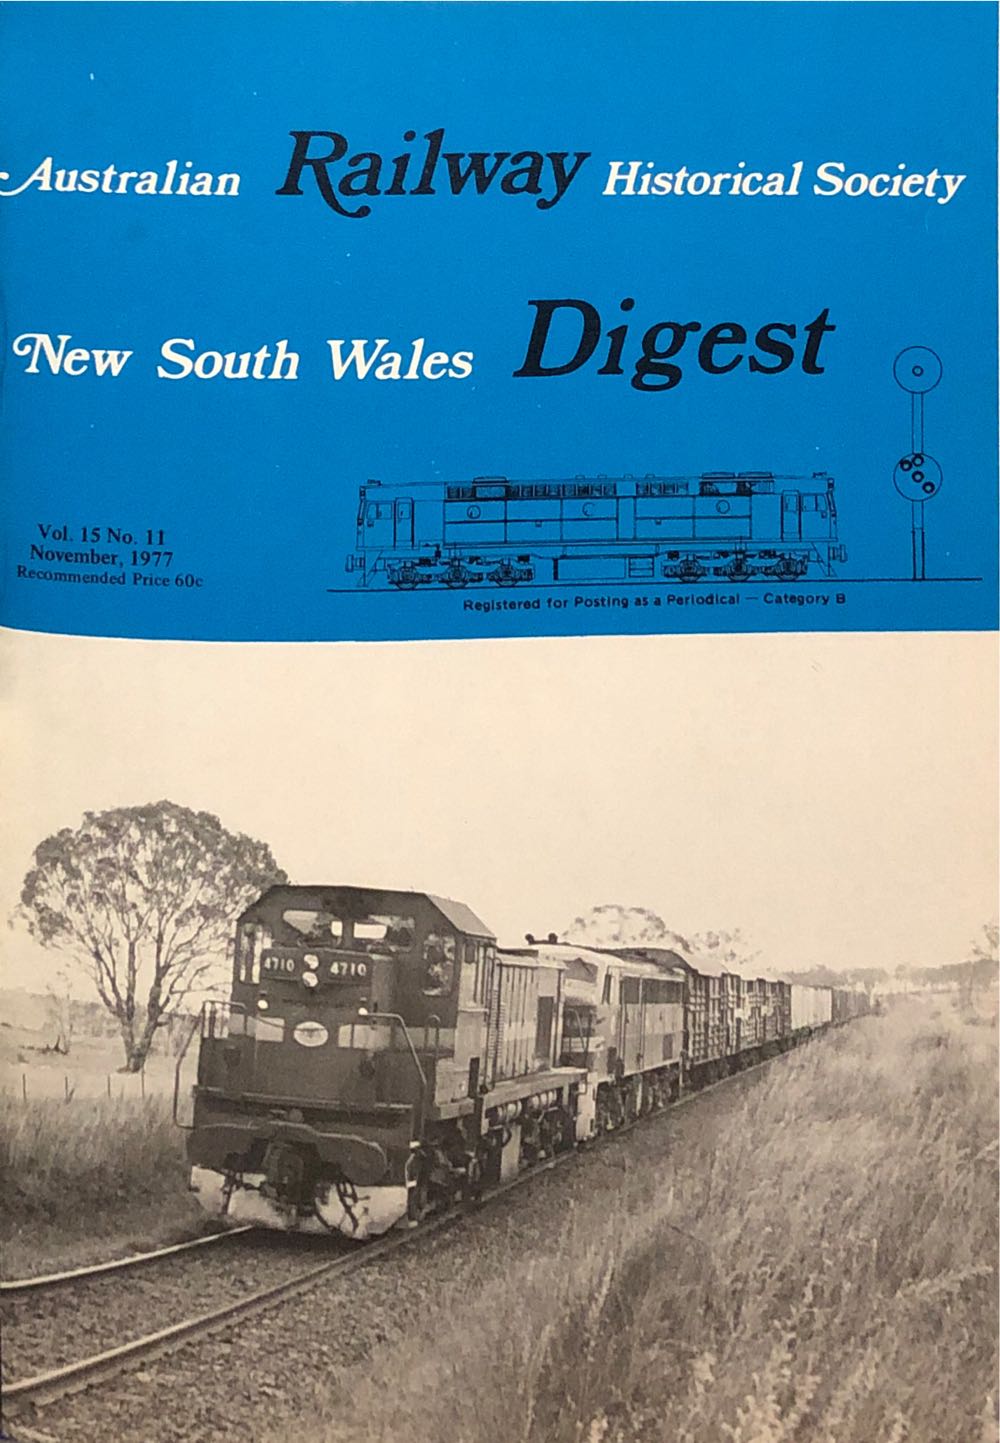 Australian Railway Historical Society
New South Wales Digest
Vol. 15 No. 11
November, 1977
Recommended Price 60c
Registered for Posting as a Periodical — Category B
4710 4710